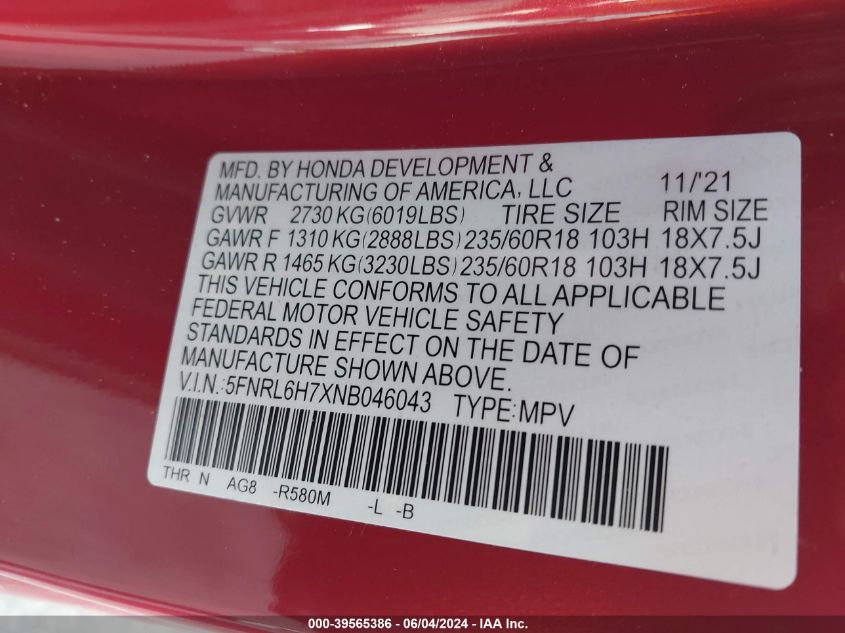 MFD. BY HONDA DEVELOPMENT &
MANUFACTURING OF AMERICA, LLC 11/'21
GVWR 2730 KG(6019LBS) TIRE SIZE RIM SIZE
GAWR F 1310 KG(2888LBS) 235/60R18 103H 18X7.5J
GAWR R 1465 KG(3230LBS) 235/60R18 103H 18X7.5J
THIS VEHICLE CONFORMS TO ALL APPLICABLE
FEDERAL MOTOR VEHICLE SAFETY
STANDARDS IN EFFECT ON THE DATE OF
MANUFACTURE SHOWN ABOVE.
V.I.N.:5FNRL6H7XNB046043 TYPE:MPV
THR N AG8 -R580M -L -B
000-39565386 / 06/04/2024 - IAA Inc.